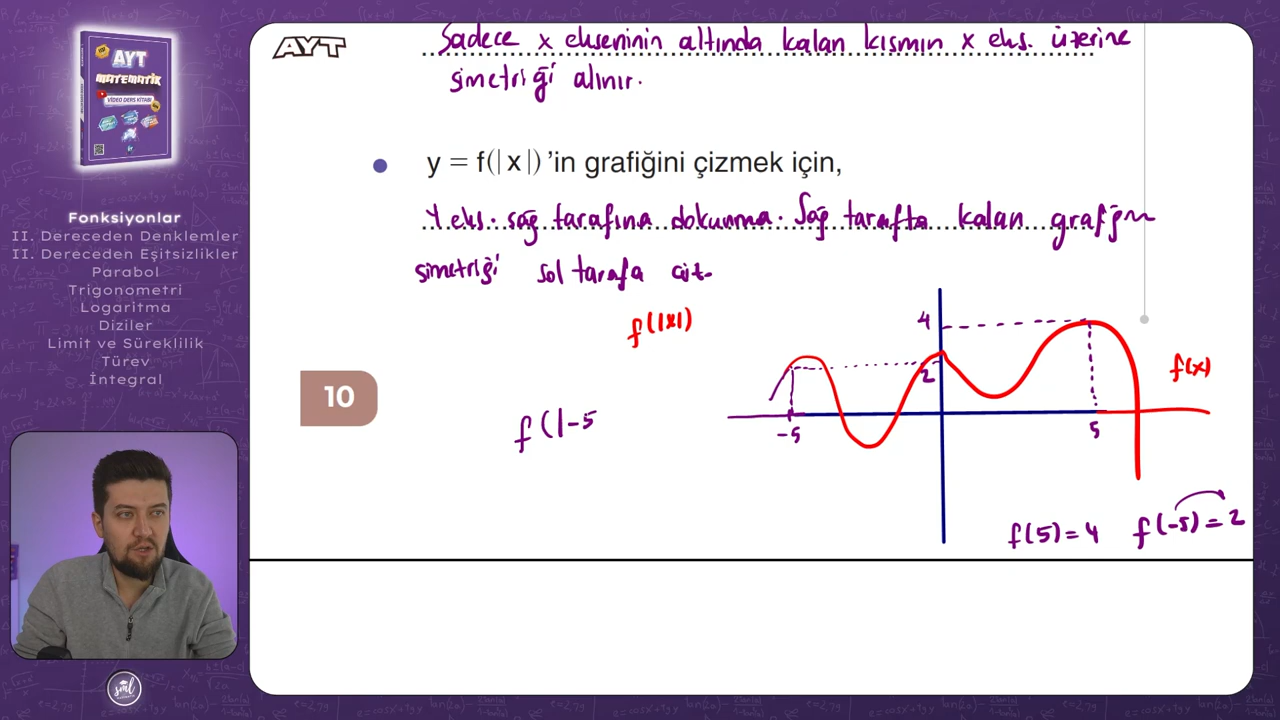 AYT
MATEMATİK
VİDEO DERS KİTABI
Fonksiyonlar
II. Dereceden Denklemler
II. Dereceden Eşitsizlikler
Parabol
Trigonometri
Logaritma
Diziler
Limit ve Süreklilik
Türev
İntegral
sml
AYT
Sadece x ekseninin altında kalan kısmın x eks. üzerine
simetriği alınır.
y = f(|x|) 'in grafiğini çizmek için,
Y eks. sağ tarafına dokunma. Sağ tarafta kalan grafiğin
simetriği sol tarafa çiz.
f(|x|)
4
f(x)
2
10
f(|-5
-5
5
f(5)=4 f(-5)=2